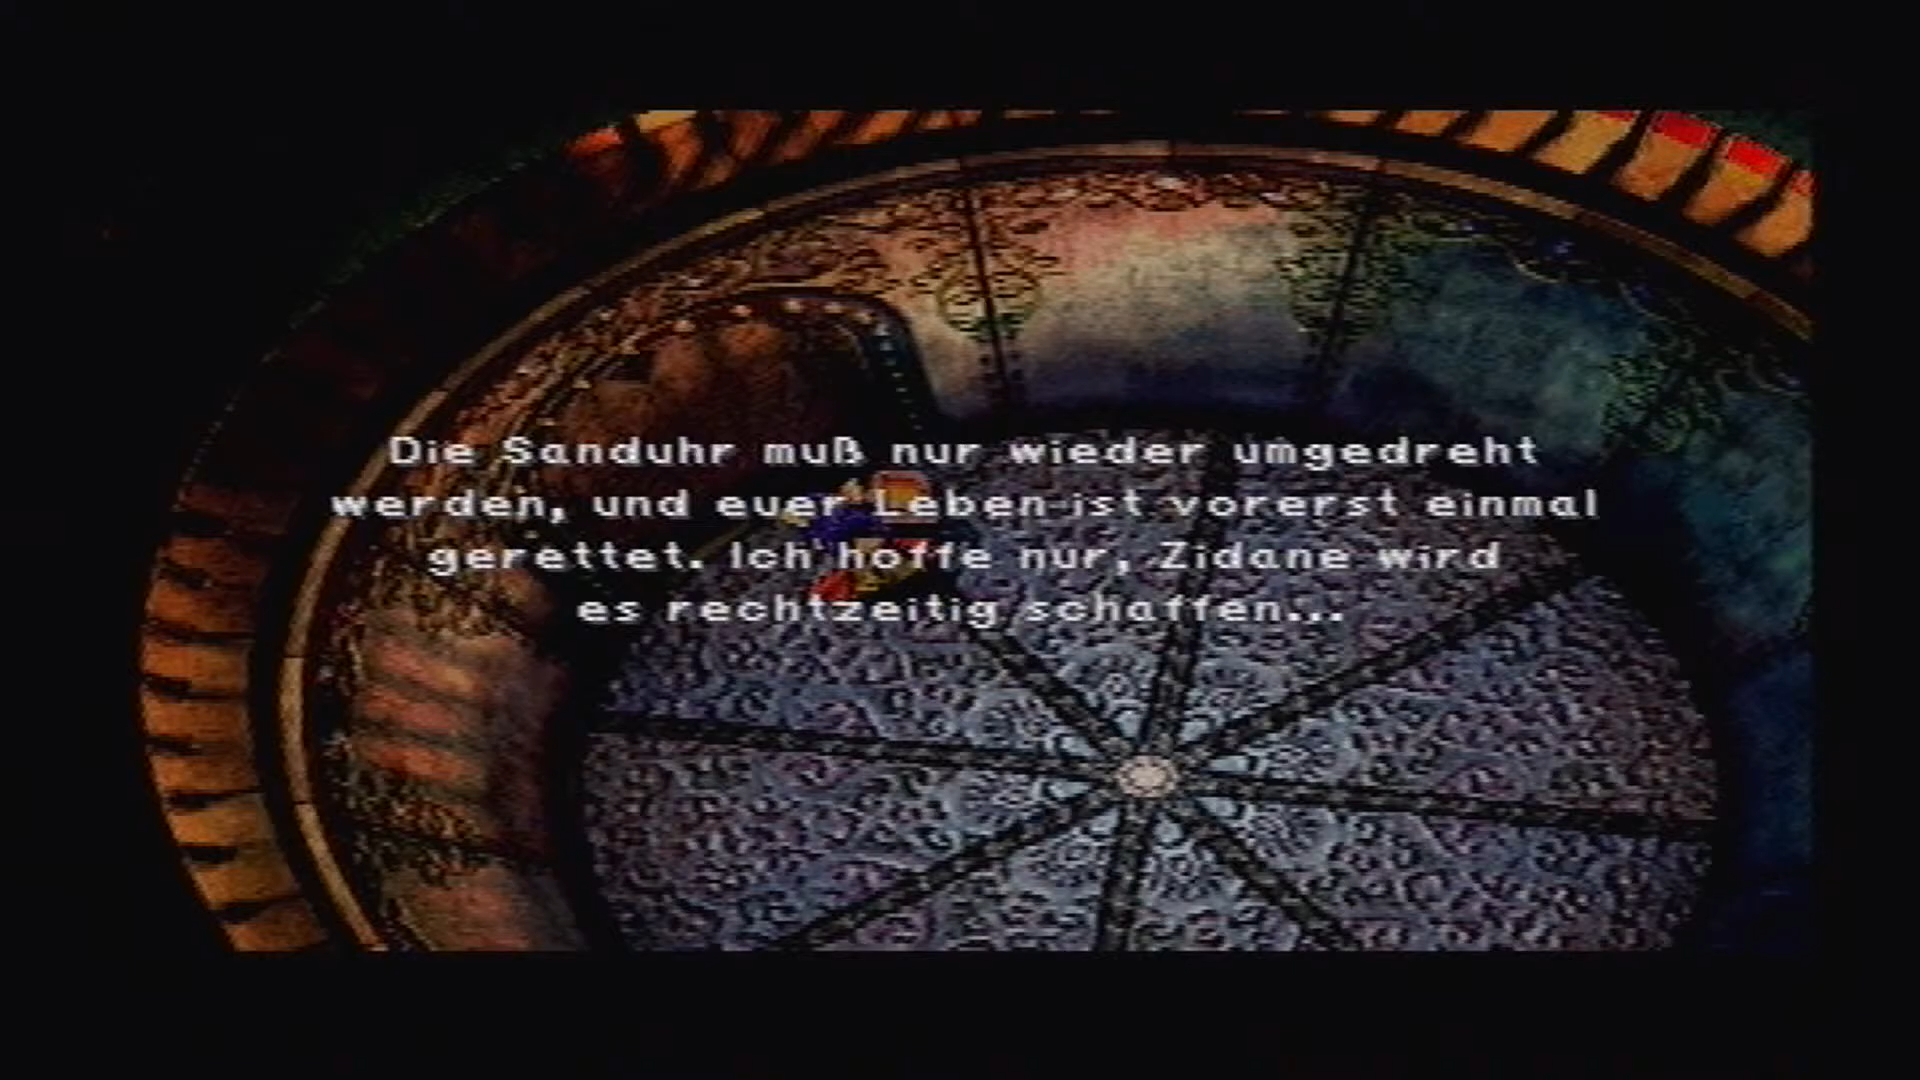 Die Sanduhr muß nur wieder umgedreht
werden, und euer Leben ist vorerst einmal
gerettet. Ich hoffe nur, Zidane wird
es rechtzeitig schaffen...